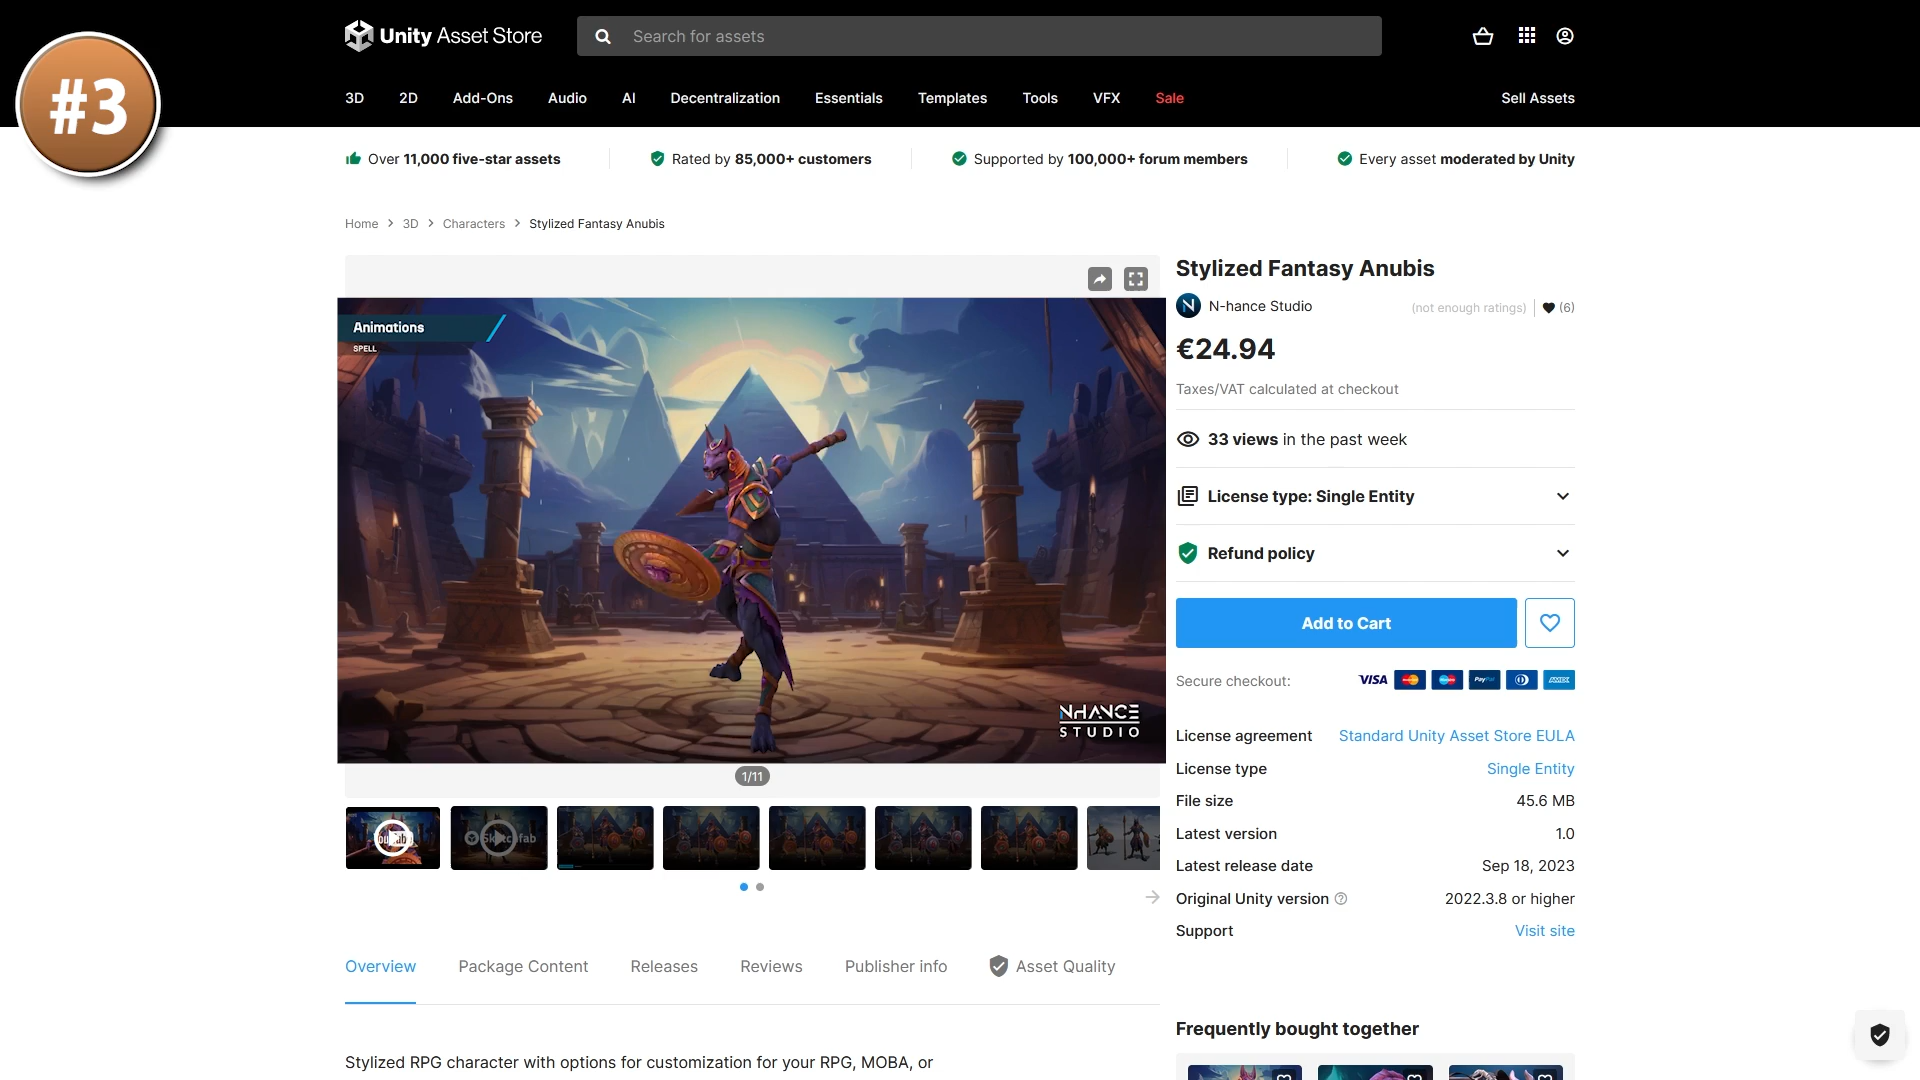 #3
Unity Asset Store
Search for assets
3D 2D Add-Ons Audio AI Decentralization Essentials Templates Tools VFX Sale Sell Assets
Over 11,000 five-star assets Rated by 85,000+ customers Supported by 100,000+ forum members Every asset moderated by Unity
Home > 3D > Characters > Stylized Fantasy Anubis
Animations
SPELL
NHANCE
STUDIO
1/11
Stylized Fantasy Anubis
N-hance Studio (not enough ratings) (6)
€24.94
Taxes/VAT calculated at checkout
33 views in the past week
License type: Single Entity
Refund policy
Add to Cart
Secure checkout: VISA PayPal AMEX
License agreement Standard Unity Asset Store EULA
License type Single Entity
File size 45.6 MB
Latest version 1.0
Latest release date Sep 18, 2023
Original Unity version 2022.3.8 or higher
Support Visit site
Overview Package Content Releases Reviews Publisher info Asset Quality
Stylized RPG character with options for customization for your RPG, MOBA, or
Frequently bought together